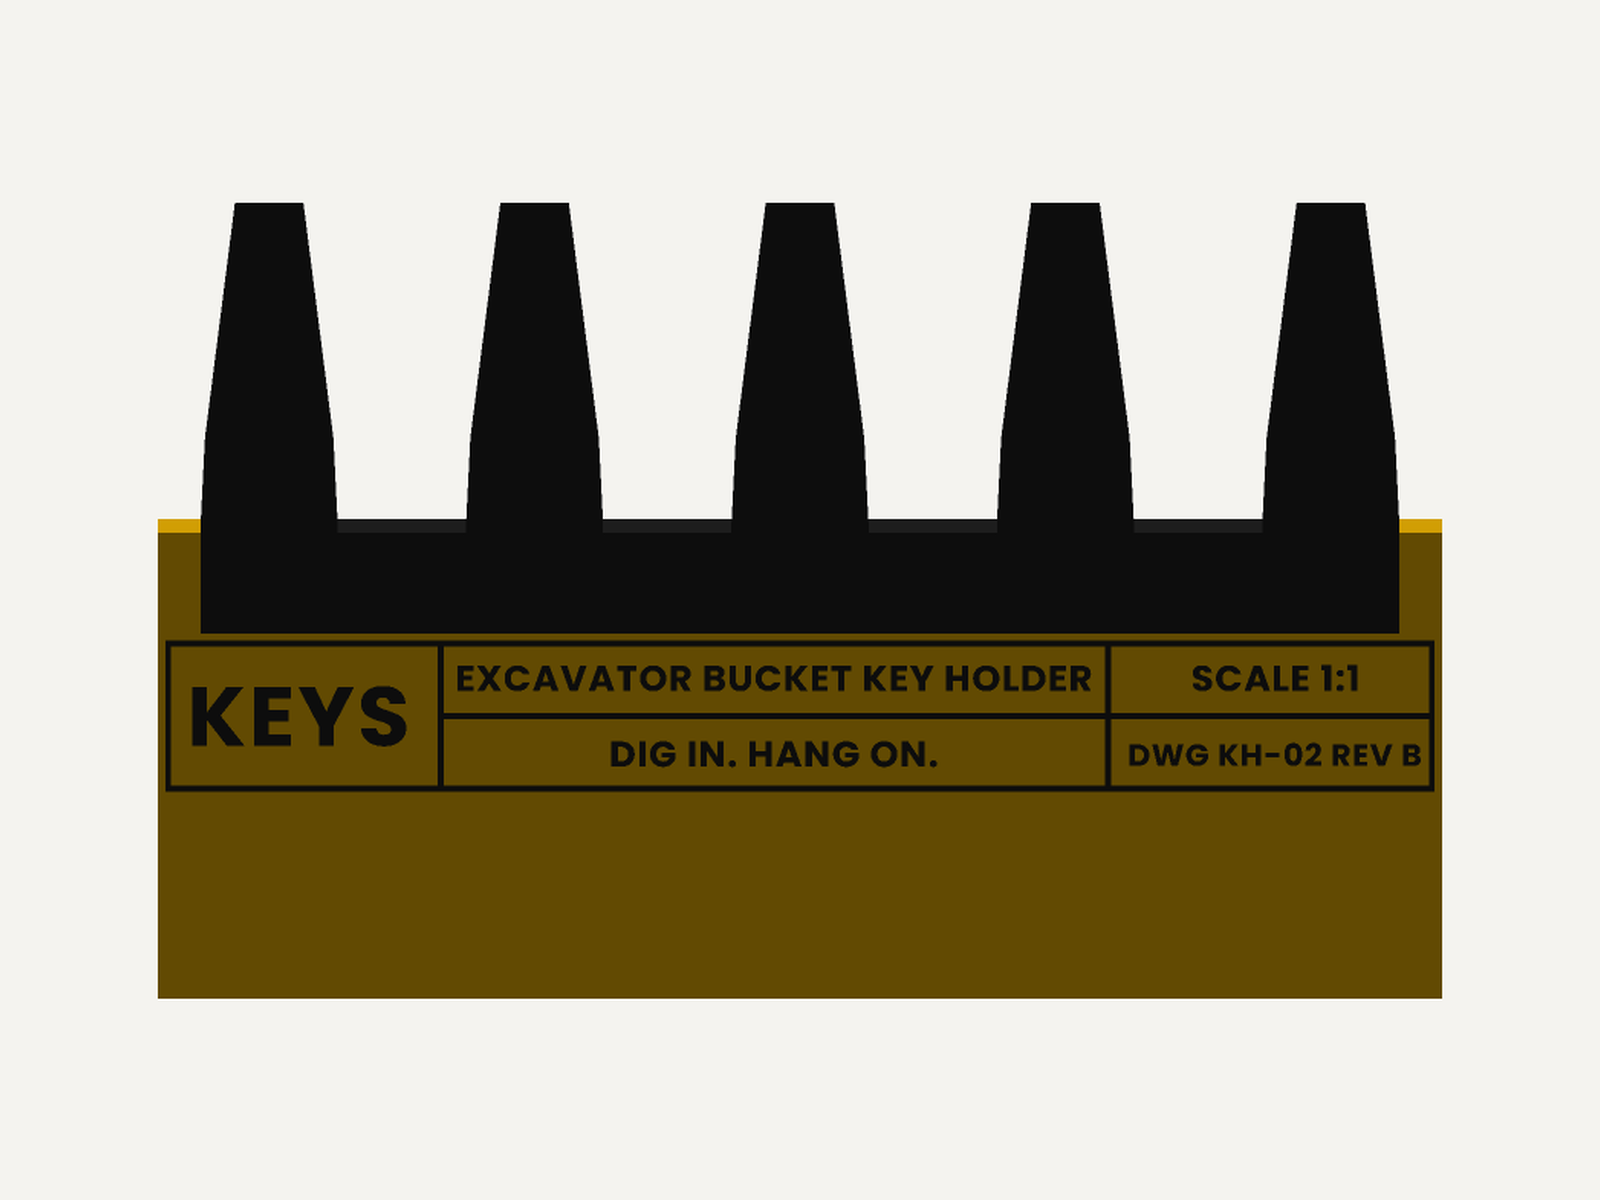 KEYS
EXCAVATOR BUCKET KEY HOLDER
DIG IN. HANG ON.
SCALE 1:1
DWG KH-02 REV B